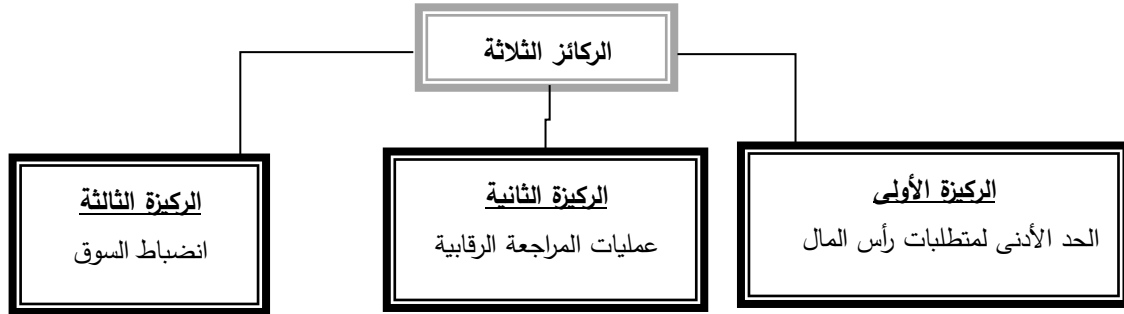 الركائز الثلاثة
الركيزة الأولى
الحد الأدنى لمتطلبات رأس المال
الركيزة الثانية
عمليات المراجعة الرقابية
الركيزة الثالثة
انضباط السوق